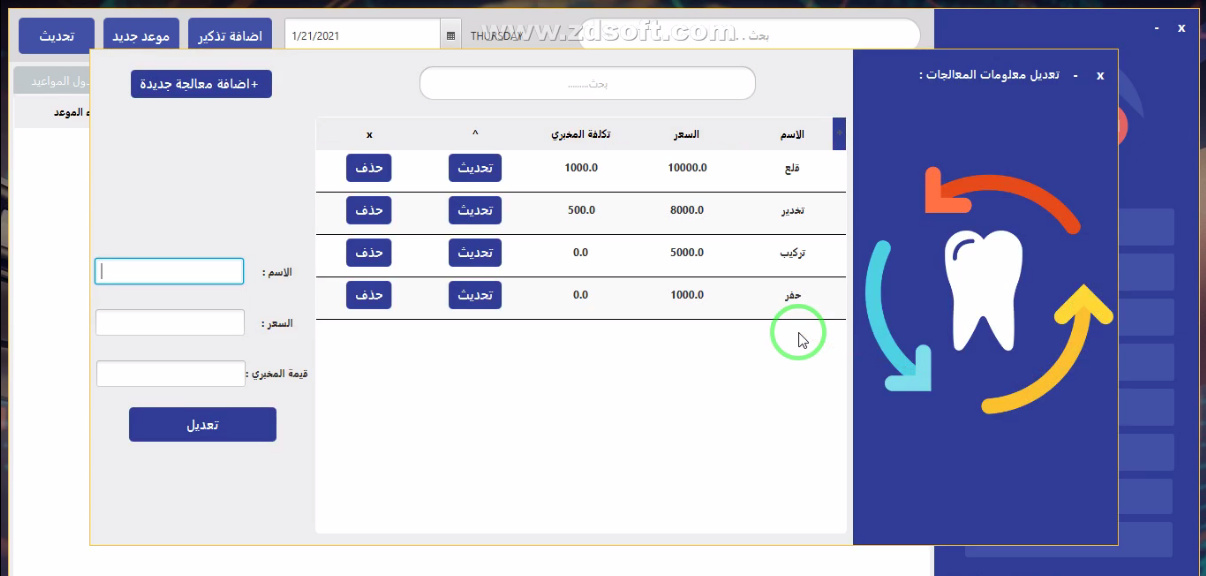 x -
www.zdsoft.com
بحث...
THURSDAY
1/21/2021
اضافة تذكير
موعد جديد
تحديث
ول المواعيد
ء الموعد
x - تعديل معلومات المعالجات :
بحث.........
+اضافة معالجة جديدة
الاسم السعر تكلفة المخبري ^ x
قلع 10000.0 1000.0 تحديث حذف
تخدير 8000.0 500.0 تحديث حذف
تركيب 5000.0 0.0 تحديث حذف
حفر 1000.0 0.0 تحديث حذف
الاسم :
السعر :
قيمة المخبري :
تعديل